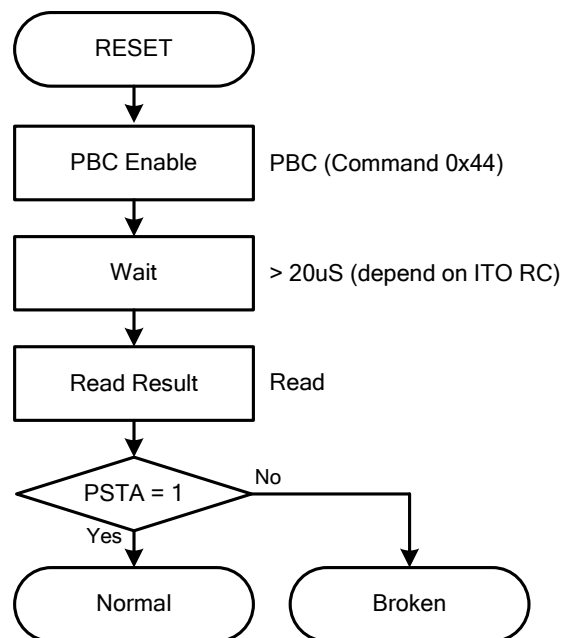 RESET
PBC Enable
PBC (Command 0x44)
Wait
> 20uS (depend on ITO RC)
Read Result
Read
PSTA = 1
No
Yes
Normal
Broken